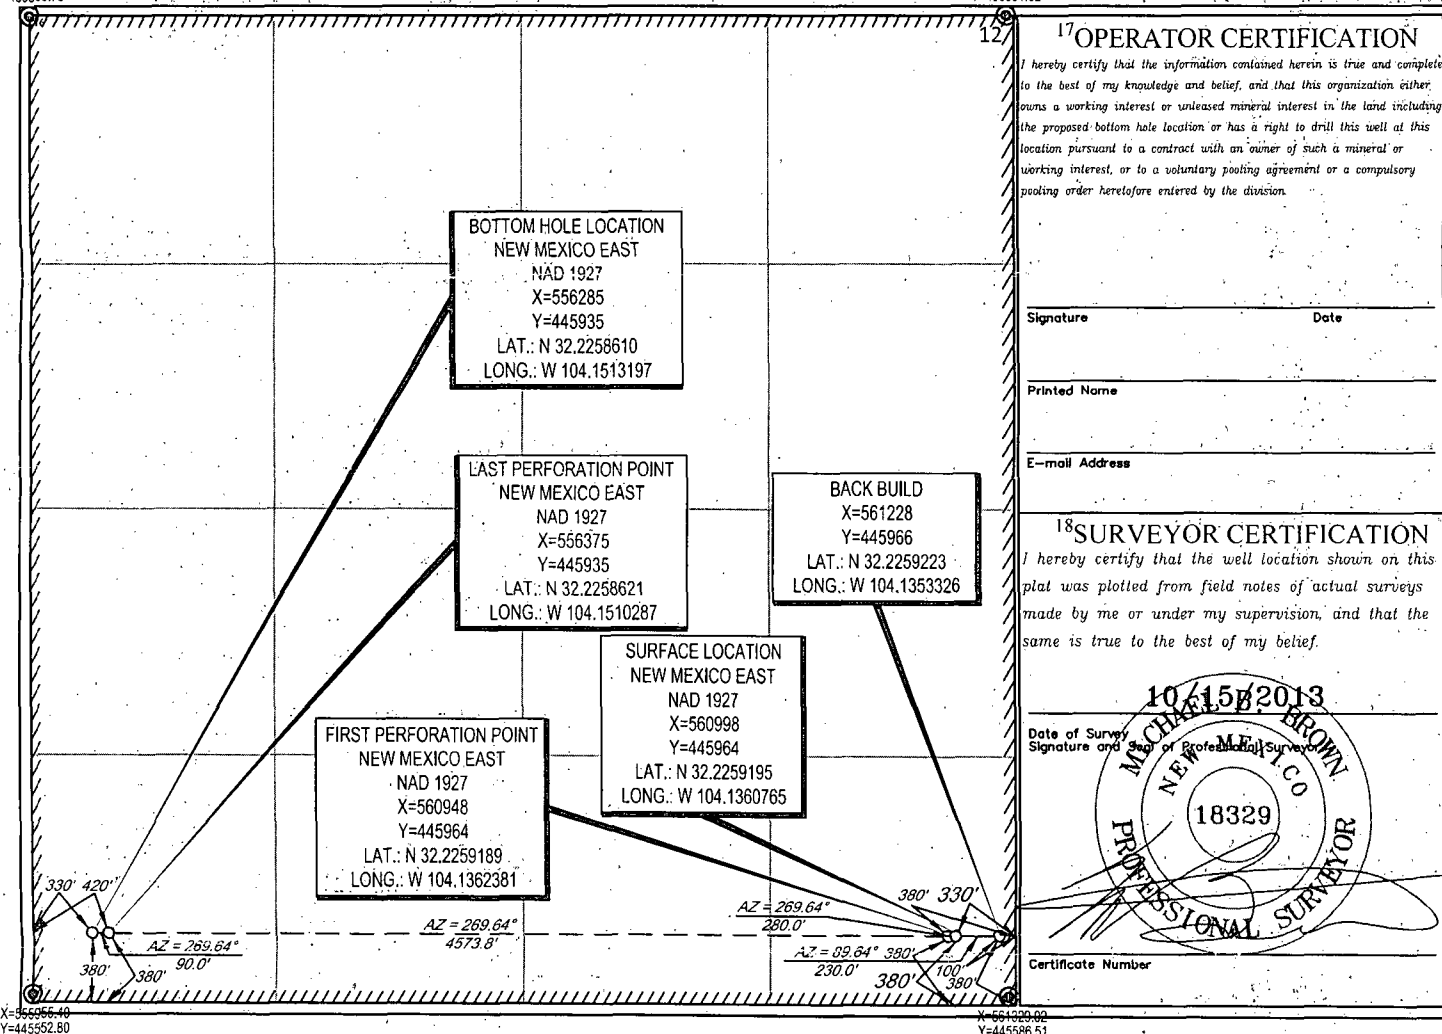 12
17OPERATOR CERTIFICATION
I hereby certify that the information contained herein is true and complete
to the best of my knowledge and belief, and that this organization either
owns a working interest or unleased mineral interest in the land including
the proposed bottom hole location or has a right to drill this well at this
location pursuant to a contract with an owner of such a mineral or
working interest, or to a voluntary pooling agreement or a compulsory
pooling order heretofore entered by the division.
Signature Date
Printed Name
E-mail Address
18SURVEYOR CERTIFICATION
I hereby certify that the well location shown on this
plat was plotted from field notes of actual surveys
made by me or under my supervision, and that the
same is true to the best of my belief.
10/15/2013
Date of Survey
Signature and Seal of Professional Surveyor
MICHAEL B. BROWN
NEW MEXICO
18329
PROFESSIONAL SURVEYOR
Certificate Number
BOTTOM HOLE LOCATION
NEW MEXICO EAST
NAD 1927
X=556285
Y=445935
LAT.: N 32.2258610
LONG.: W 104.1513197
LAST PERFORATION POINT
NEW MEXICO EAST
NAD 1927
X=556375
Y=445935
LAT.: N 32.2258621
LONG.: W 104.1510287
BACK BUILD
X=561228
Y=445966
LAT.: N 32.2259223
LONG.: W 104.1353326
SURFACE LOCATION
NEW MEXICO EAST
NAD 1927
X=560998
Y=445964
LAT.: N 32.2259195
LONG.: W 104.1360765
FIRST PERFORATION POINT
NEW MEXICO EAST
NAD 1927
X=560948
Y=445964
LAT.: N 32.2259189
LONG.: W 104.1362381
330' 420'
AZ = 269.64°
90.0'
380'
380'
AZ = 269.64°
4573.8'
AZ = 269.64°
280.0'
380' 330'
AZ = 89.64° 380'
230.0'
380'
100'
380'
X=555955.40
Y=445552.80
X=561329.02
Y=445586.51